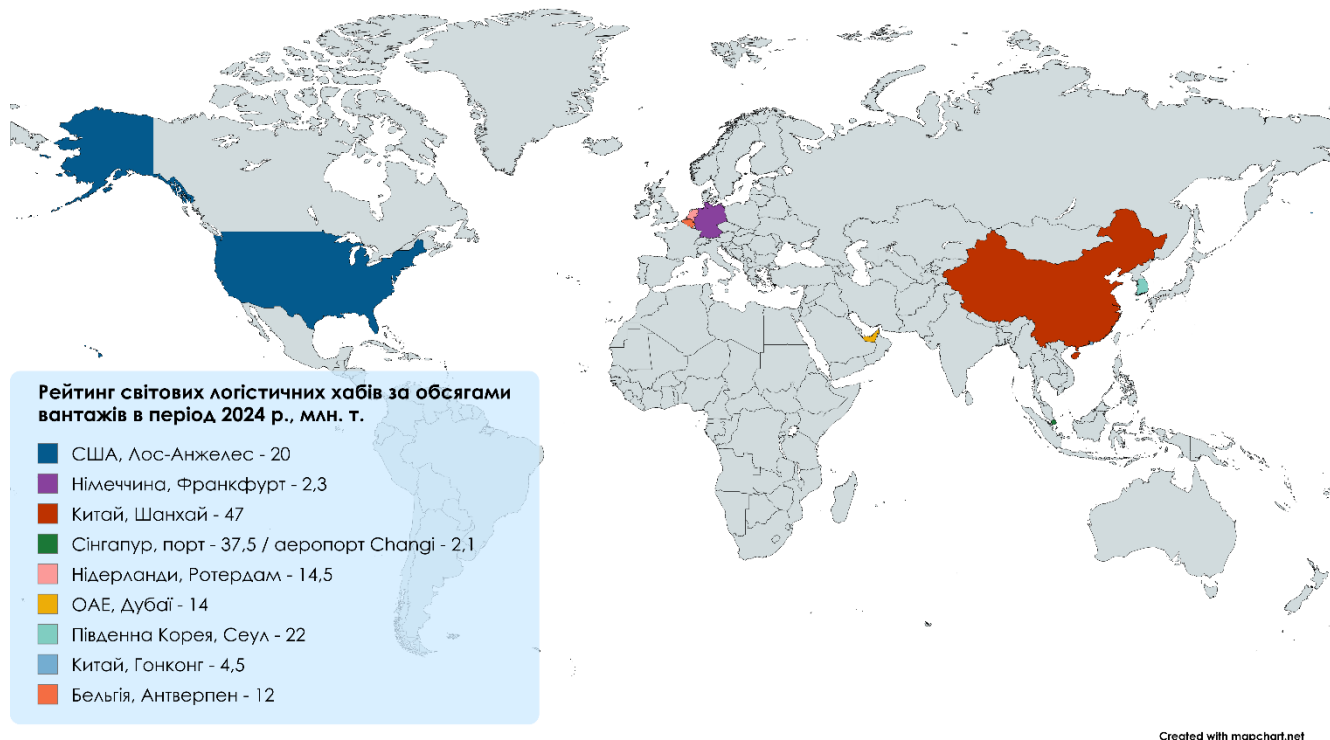 Рейтинг світових логістичних хабів за обсягами
вантажів в період 2024 р., млн. т.
США, Лос-Анжелес - 20
Німеччина, Франкфурт - 2,3
Китай, Шанхай - 47
Сінгапур, порт - 37,5 / аеропорт Changi - 2,1
Нідерланди, Ротердам - 14,5
ОАЕ, Дубаї - 14
Південна Корея, Сеул - 22
Китай, Гонконг - 4,5
Бельгія, Антверпен - 12
Created with mapchart.net